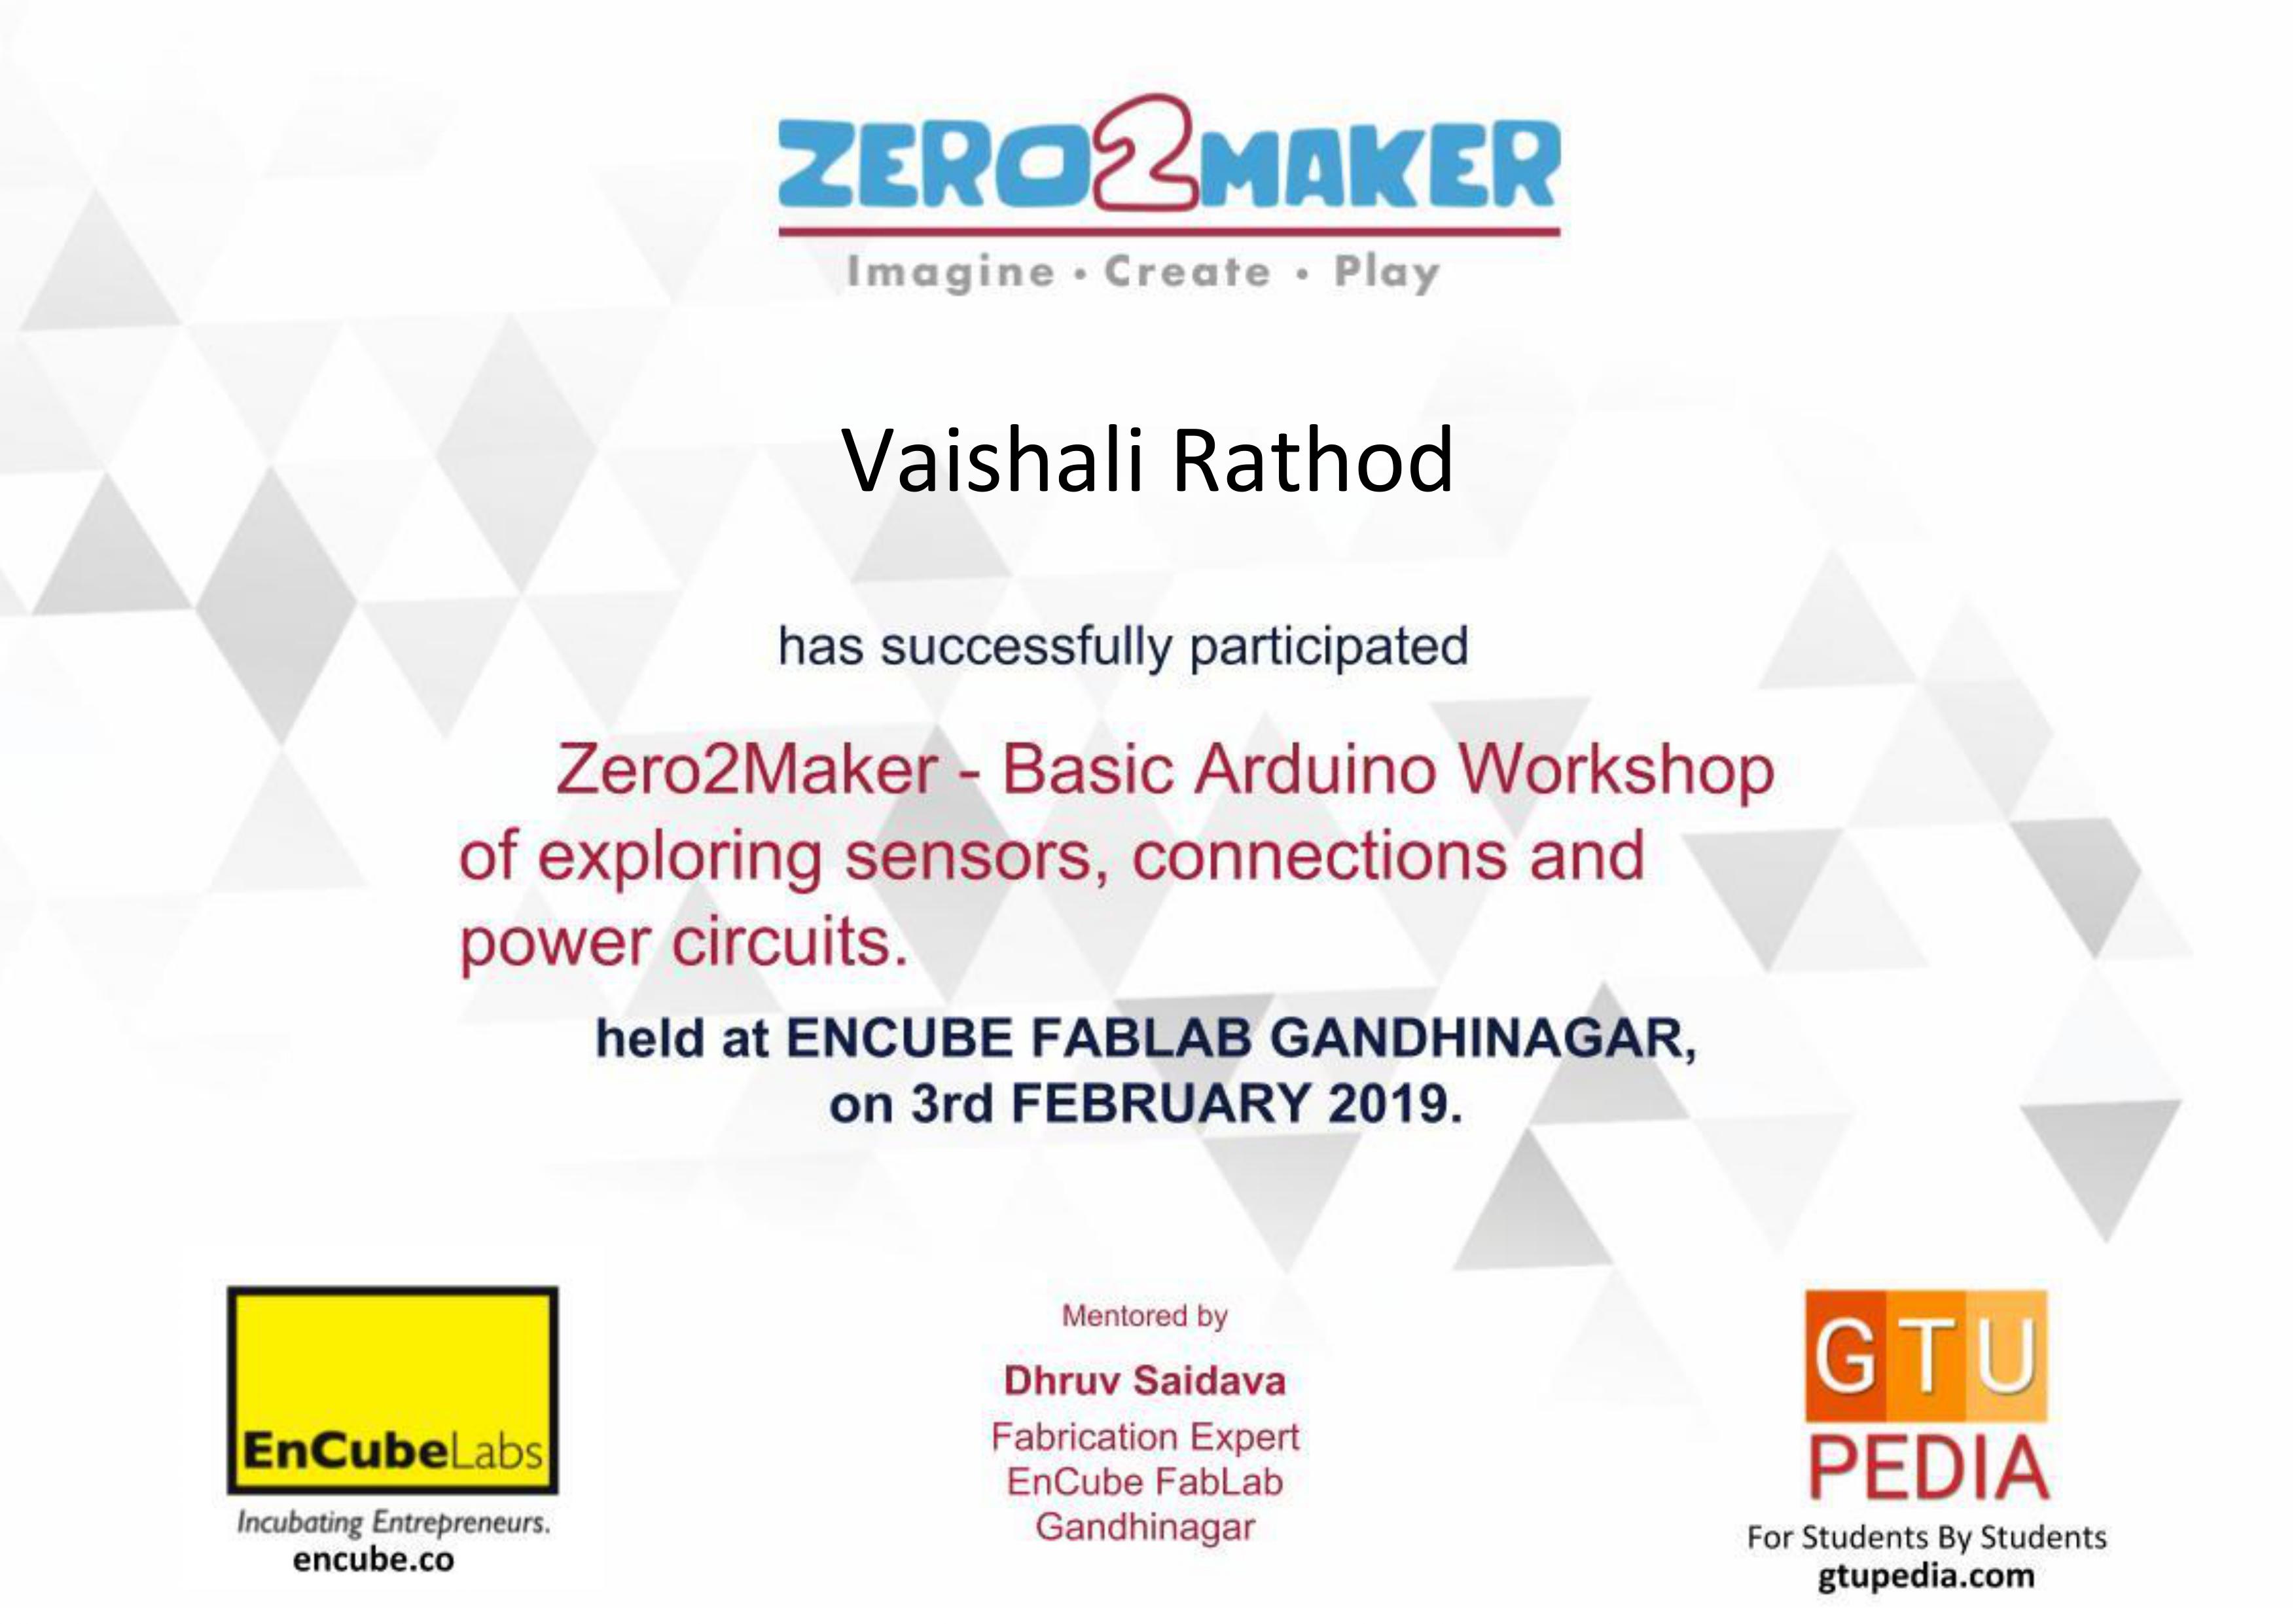 ZERO2MAKER
Imagine • Create • Play
Vaishali Rathod
has successfully participated
Zero2Maker - Basic Arduino Workshop
of exploring sensors, connections and
power circuits.
held at ENCUBE FABLAB GANDHINAGAR,
on 3rd FEBRUARY 2019.
EnCubeLabs
Incubating Entrepreneurs.
encube.co
Mentored by
Dhruv Saidava
Fabrication Expert
EnCube FabLab
Gandhinagar
GTU
PEDIA
For Students By Students
gtupedia.com